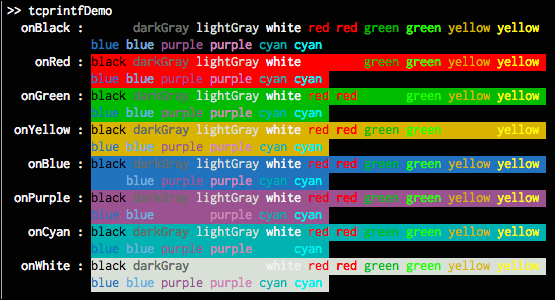 >> tcprintfDemo
onBlack : darkGray lightGray white red red green green yellow yellow
blue blue purple purple cyan cyan
onRed : black darkGray lightGray white green green yellow yellow
blue blue purple purple cyan cyan
onGreen : black darkGray lightGray white red red green yellow yellow
blue blue purple purple cyan cyan
onYellow : black darkGray lightGray white red red green green yellow
blue blue purple purple cyan cyan
onBlue : black darkGray lightGray white red red green green yellow yellow
blue purple purple cyan cyan
onPurple : black darkGray lightGray white red red green green yellow yellow
blue blue purple cyan cyan
onCyan : black darkGray lightGray white red red green green yellow yellow
blue blue purple purple cyan
onWhite : black darkGray white red red green green yellow yellow
blue blue purple purple cyan cyan